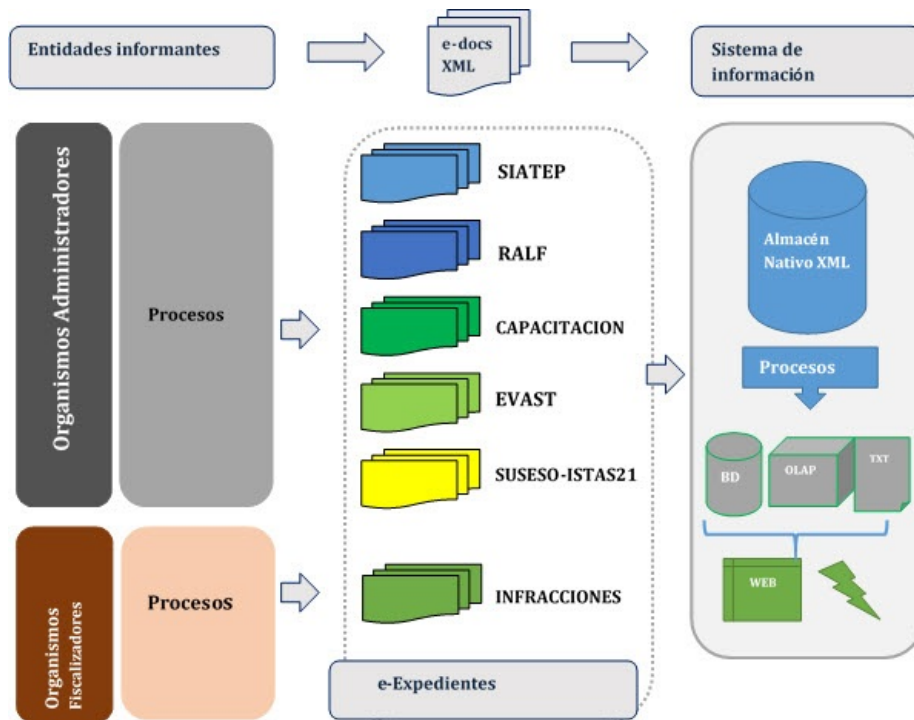 Entidades informantes
e-docs
XML
Sistema de
información
Organismos Administradores
Procesos
SIATEP
RALF
CAPACITACION
EVAST
SUSESO-ISTAS21
Organismos
Fiscalizadores
Procesos
INFRACCIONES
e-Expedientes
Almacén
Nativo XML
Procesos
BD
OLAP
TXT
WEB